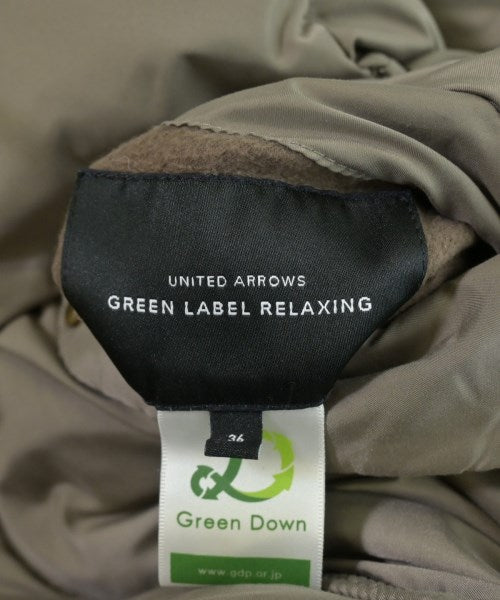 UNITED ARROWS
GREEN LABEL RELAXING
36
Green Down
www.gdp.or.jp